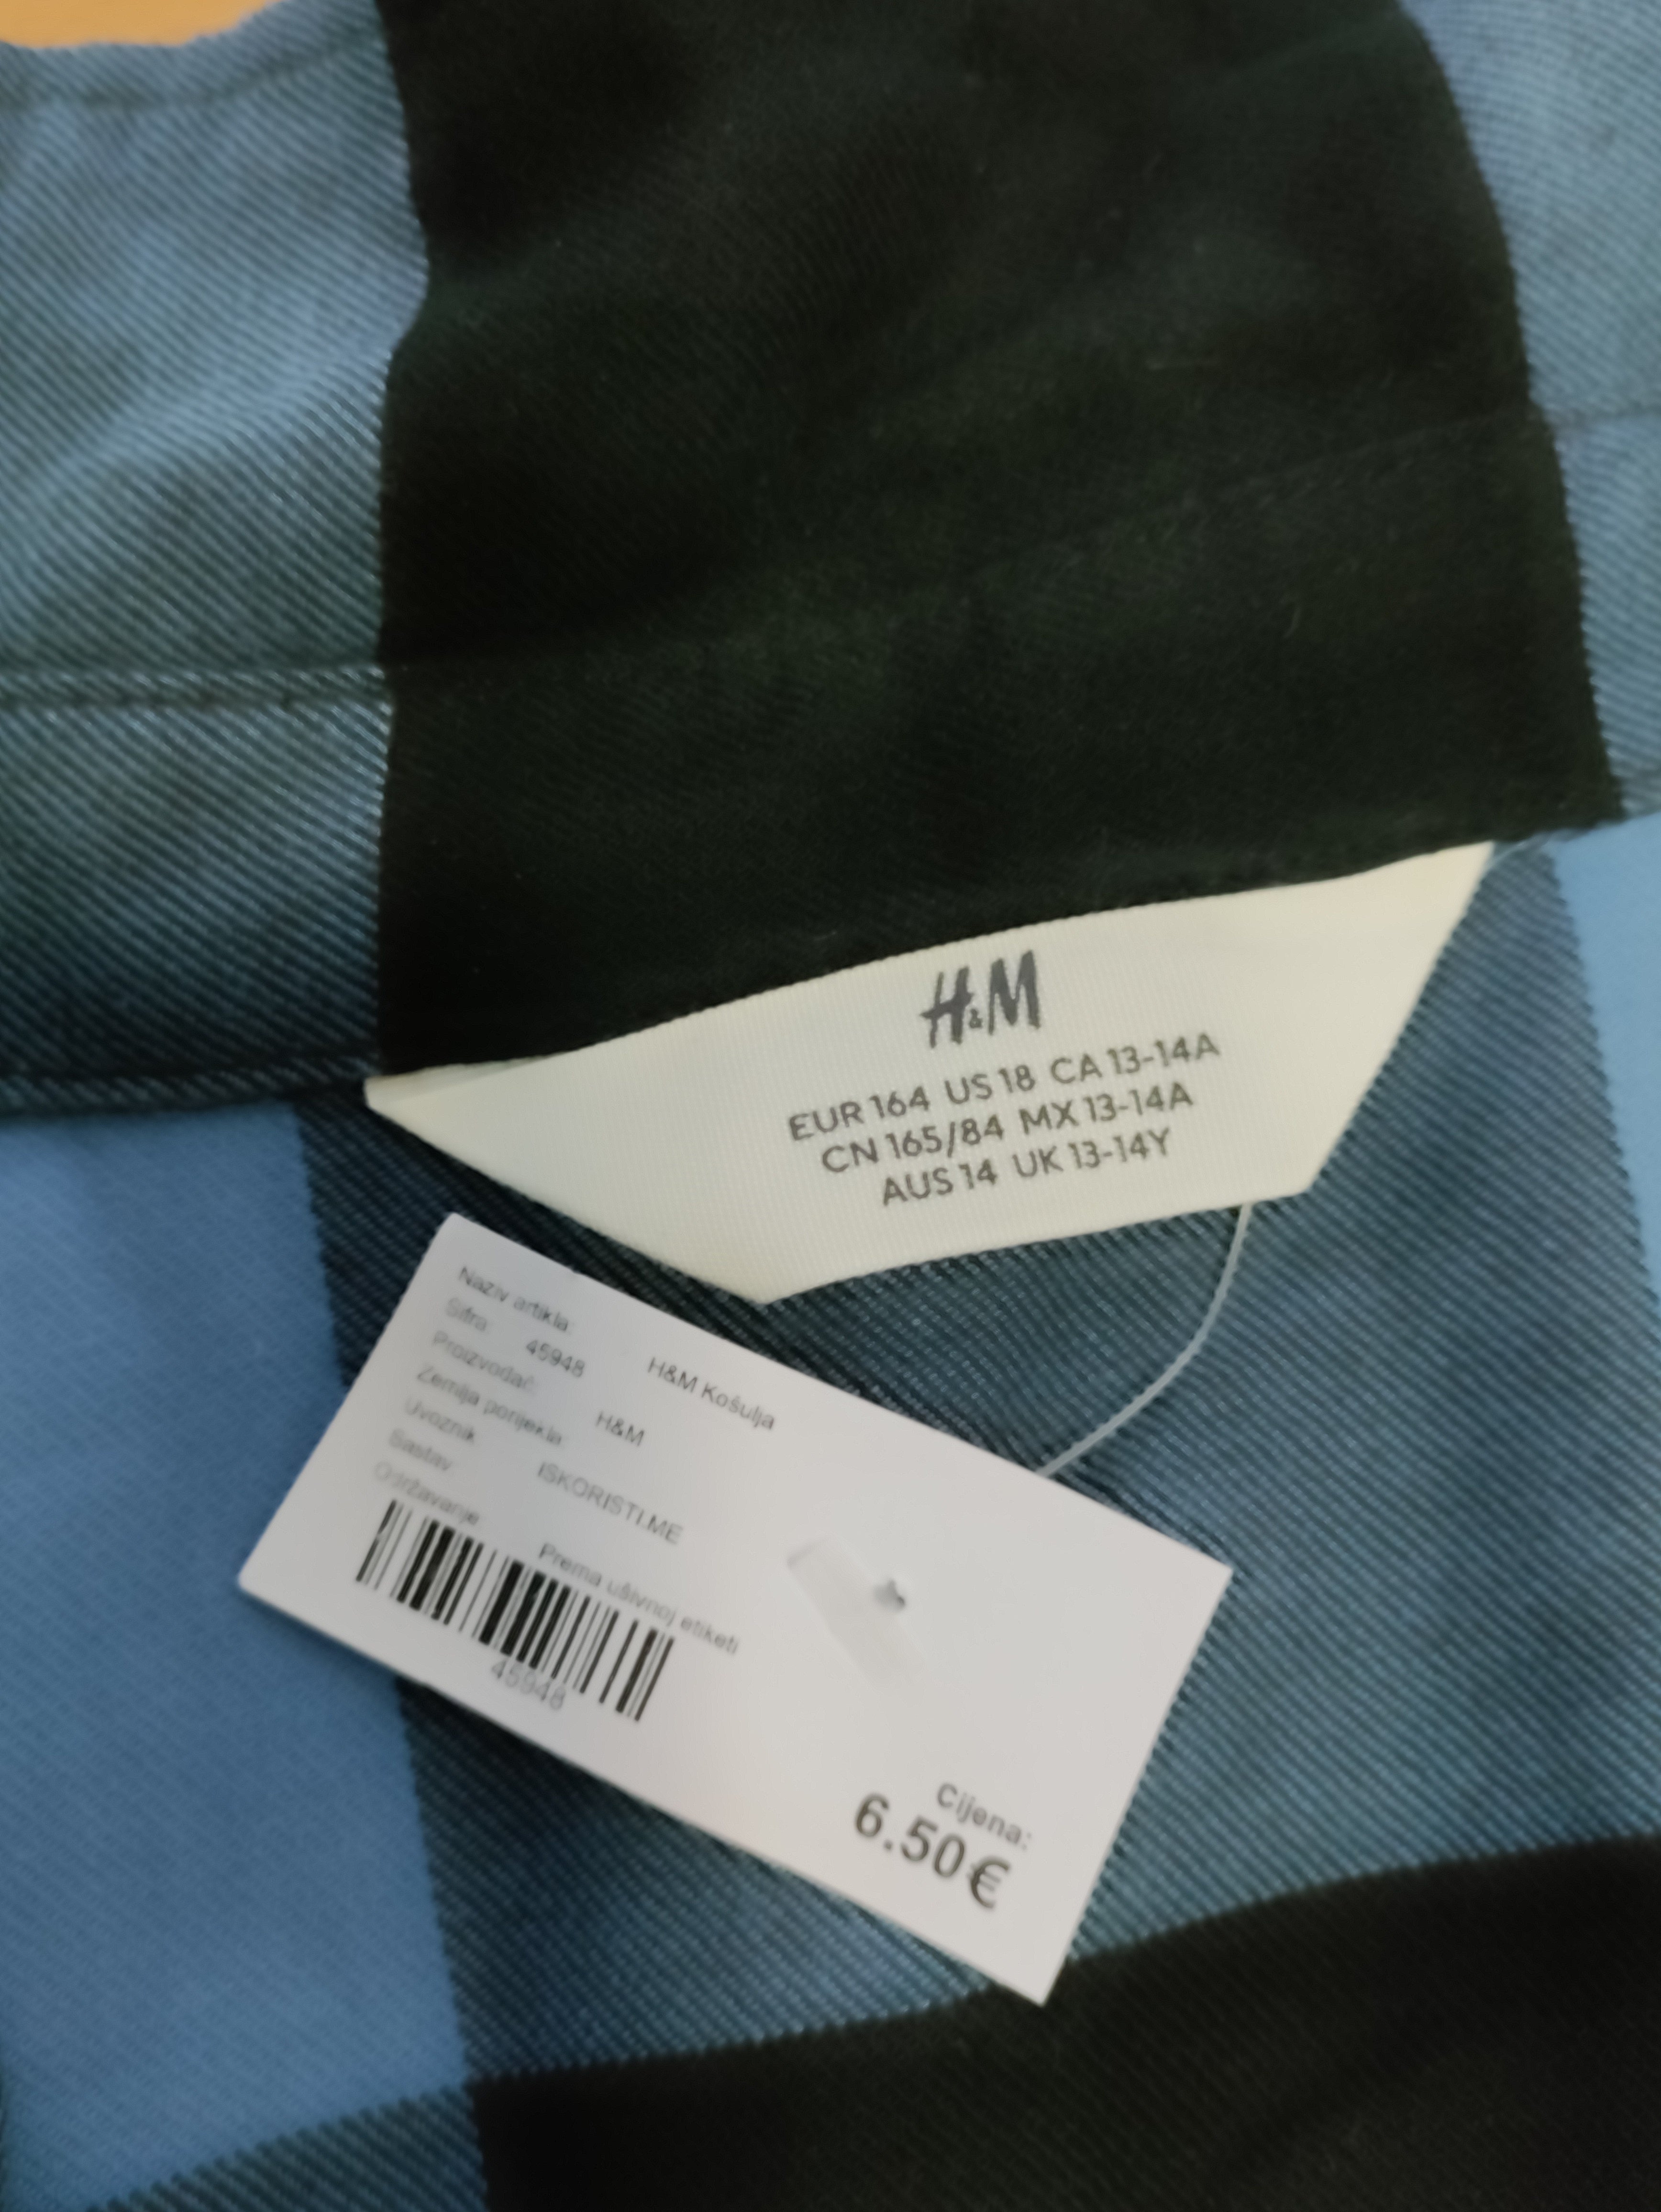 H&M
EUR 164 US 18 CA 13-14A
CN 165/84 MX 13-14A
AUS 14 UK 13-14Y
Naziv artikla: H&M Košulja
Šifra: 45948
Proizvođač: H&M
Zemlja porijekla:
Uvoznik: ISKORISTI.ME
Sastav:
Održavanje: Prema ušivnoj etiketi
45948
Cijena:
6.50€